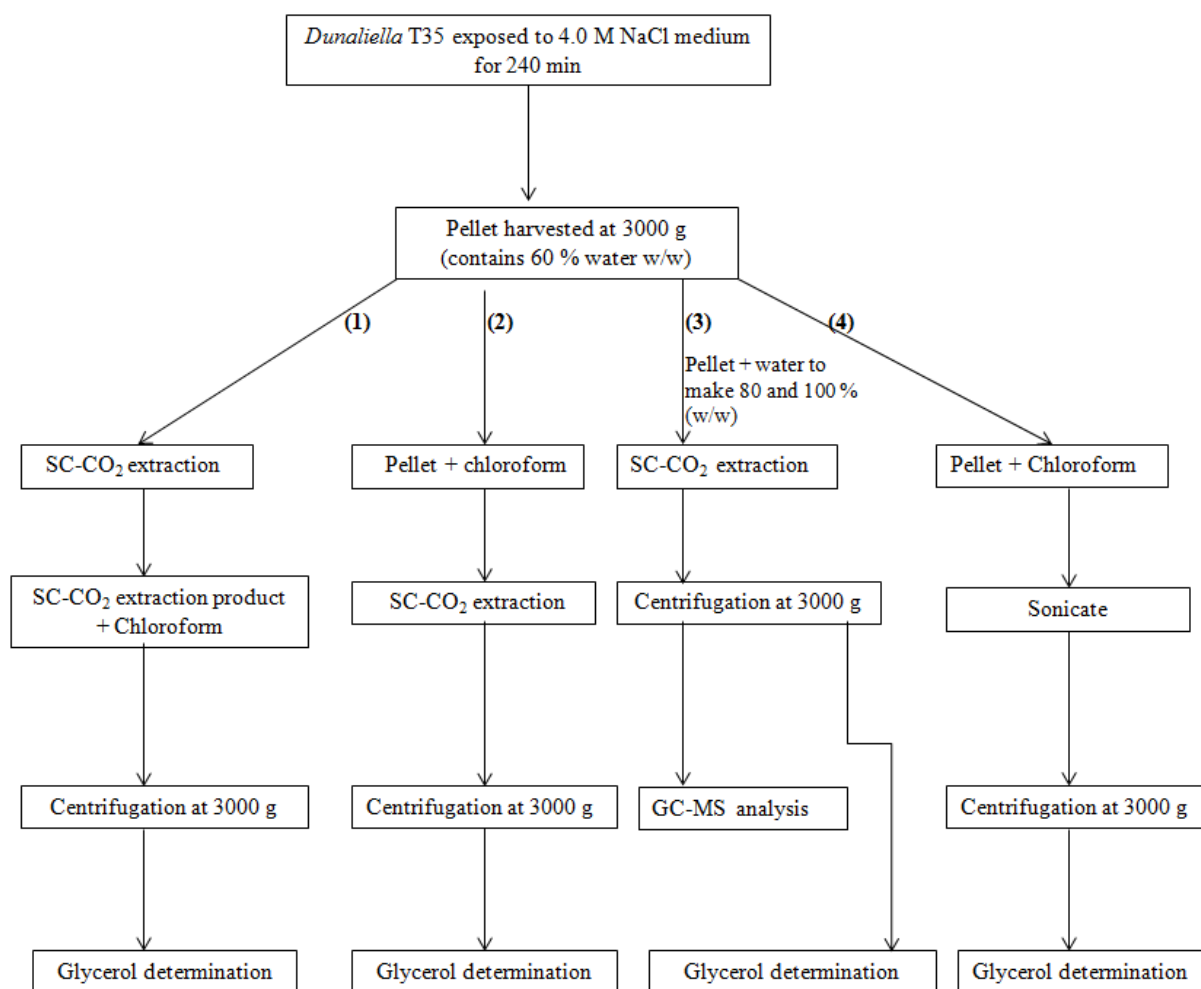 Dunaliella T35 exposed to 4.0 M NaCl medium
for 240 min
Pellet harvested at 3000 g
(contains 60 % water w/w)
(1)
(2)
(3)
(4)
Pellet + water to
make 80 and 100 %
(w/w)
SC-CO₂ extraction
Pellet + chloroform
SC-CO₂ extraction
Pellet + Chloroform
SC-CO₂ extraction product
+ Chloroform
SC-CO₂ extraction
Centrifugation at 3000 g
Sonicate
Centrifugation at 3000 g
Centrifugation at 3000 g
GC-MS analysis
Centrifugation at 3000 g
Glycerol determination
Glycerol determination
Glycerol determination
Glycerol determination